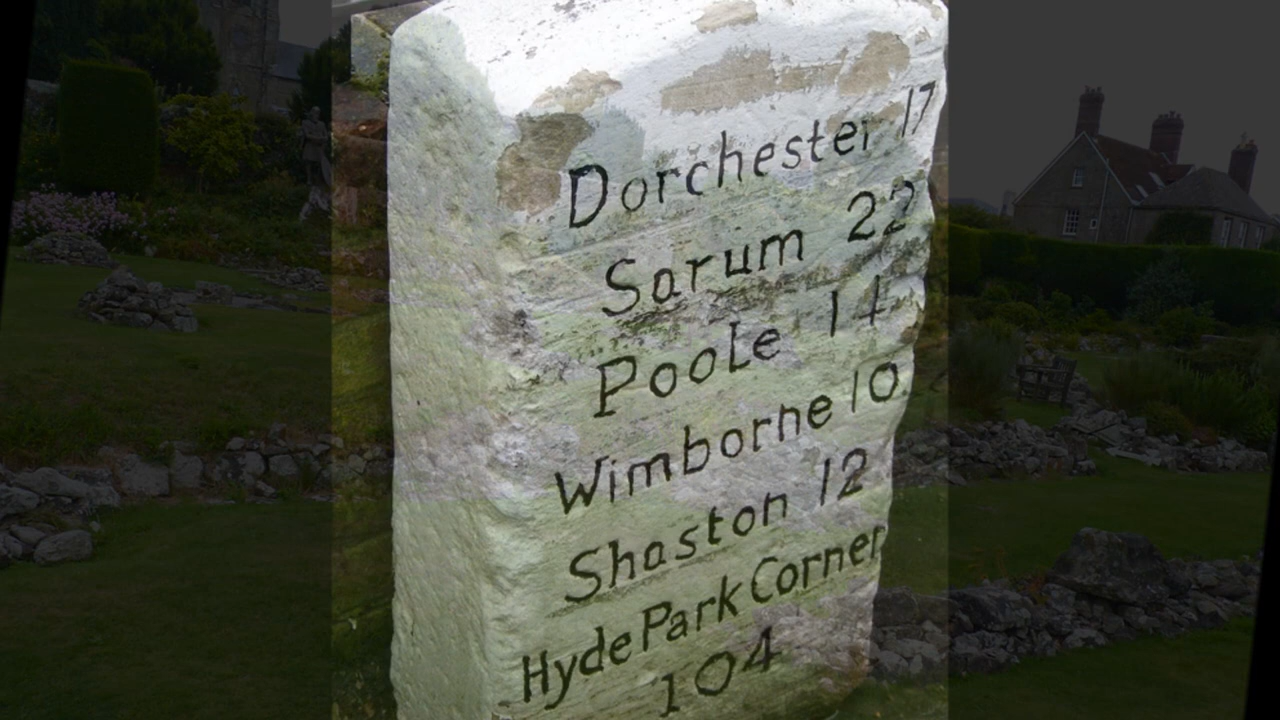 Dorchester 17
Sarum 22
Poole 14
Wimborne 10
Shaston 12
Hyde Park Corner
104